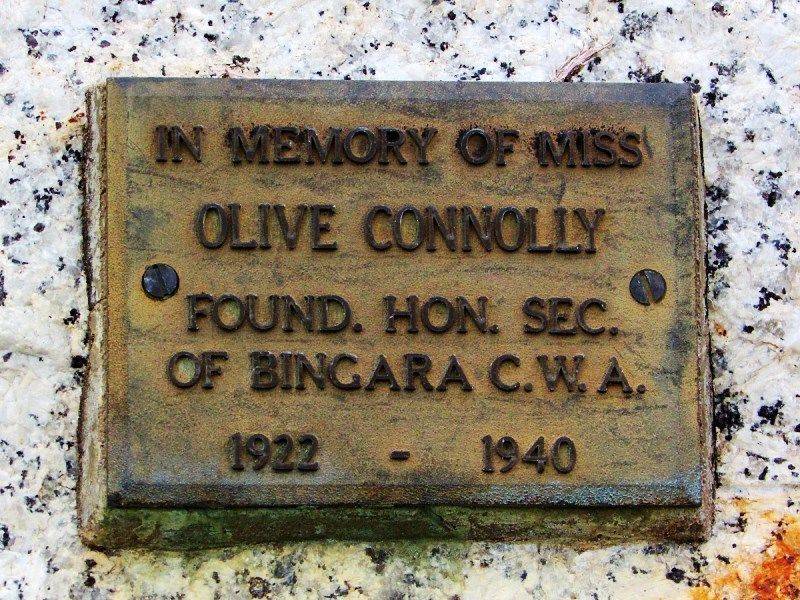 IN MEMORY OF MISS
OLIVE CONNOLLY
FOUND. HON. SEC.
OF BINGARA C.W.A.
1922 - 1940